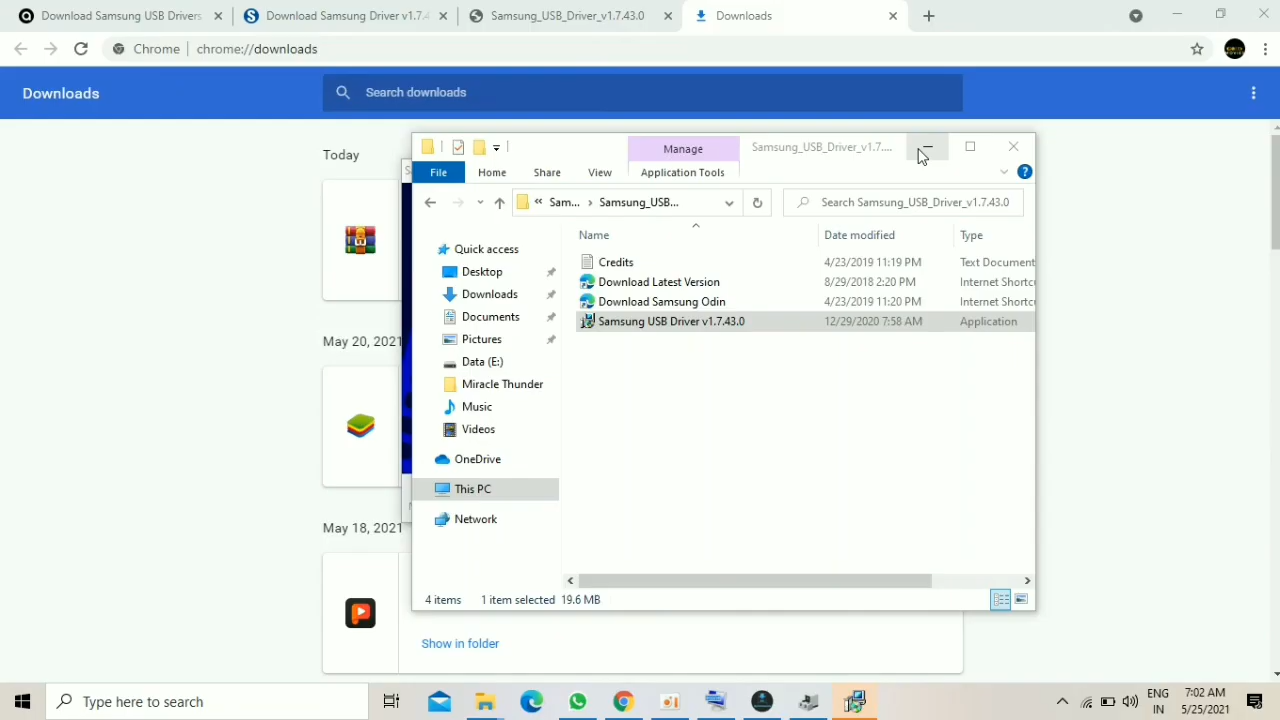 Download Samsung USB Drivers
Download Samsung Driver v1.7.4
Samsung_USB_Driver_v1.7.43.0
Downloads
Chrome
chrome://downloads
Downloads
Search downloads
Today
Manage
Samsung_USB_Driver_v1.7....
File
Home
Share
View
Application Tools
Sam...
Samsung_USB...
Search Samsung_USB_Driver_v1.7.43.0
Name
Date modified
Type
Quick access
Desktop
Downloads
Documents
Pictures
Data (E:)
Miracle Thunder
Music
Videos
OneDrive
This PC
Network
Credits 4/23/2019 11:19 PM Text Document
Download Latest Version 8/29/2018 2:20 PM Internet Shortc
Download Samsung Odin 4/23/2019 11:20 PM Internet Shortc
Samsung USB Driver v1.7.43.0 12/29/2020 7:58 AM Application
May 20, 2021
May 18, 2021
4 items 1 item selected 19.6 MB
Show in folder
Type here to search
ENG
IN
7:02 AM
5/25/2021